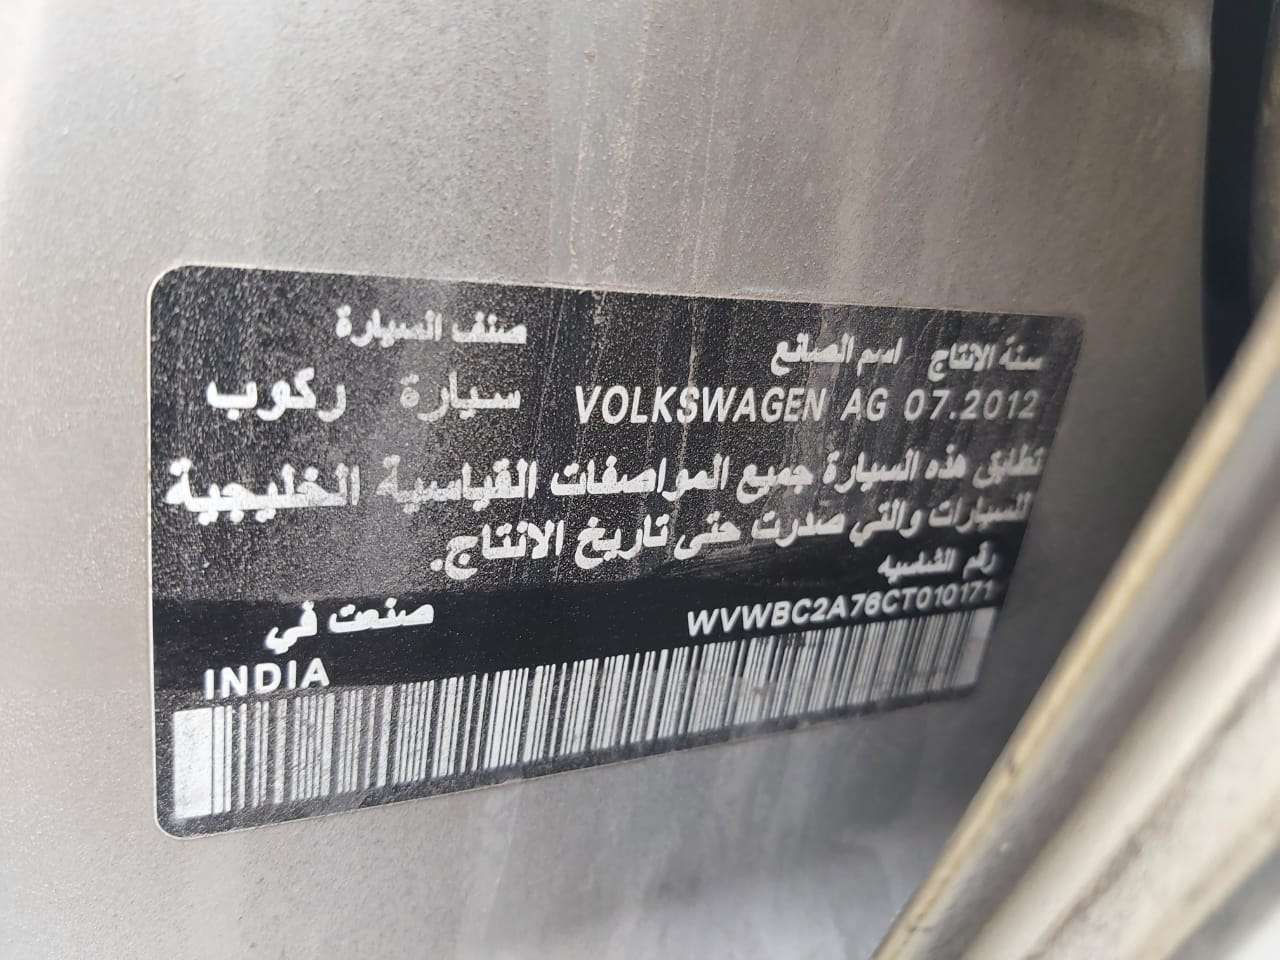 سنة الانتاج اسم الصانع صنف السيارة
VOLKSWAGEN AG 07.2012 سيارة ركوب
تطابق هذه السيارة جميع المواصفات القياسية الخليجية
للسيارات والتي صدرت حتى تاريخ الانتاج.
رقم الشاسيه
WVWBC2A76CT010171
صنعت في
INDIA